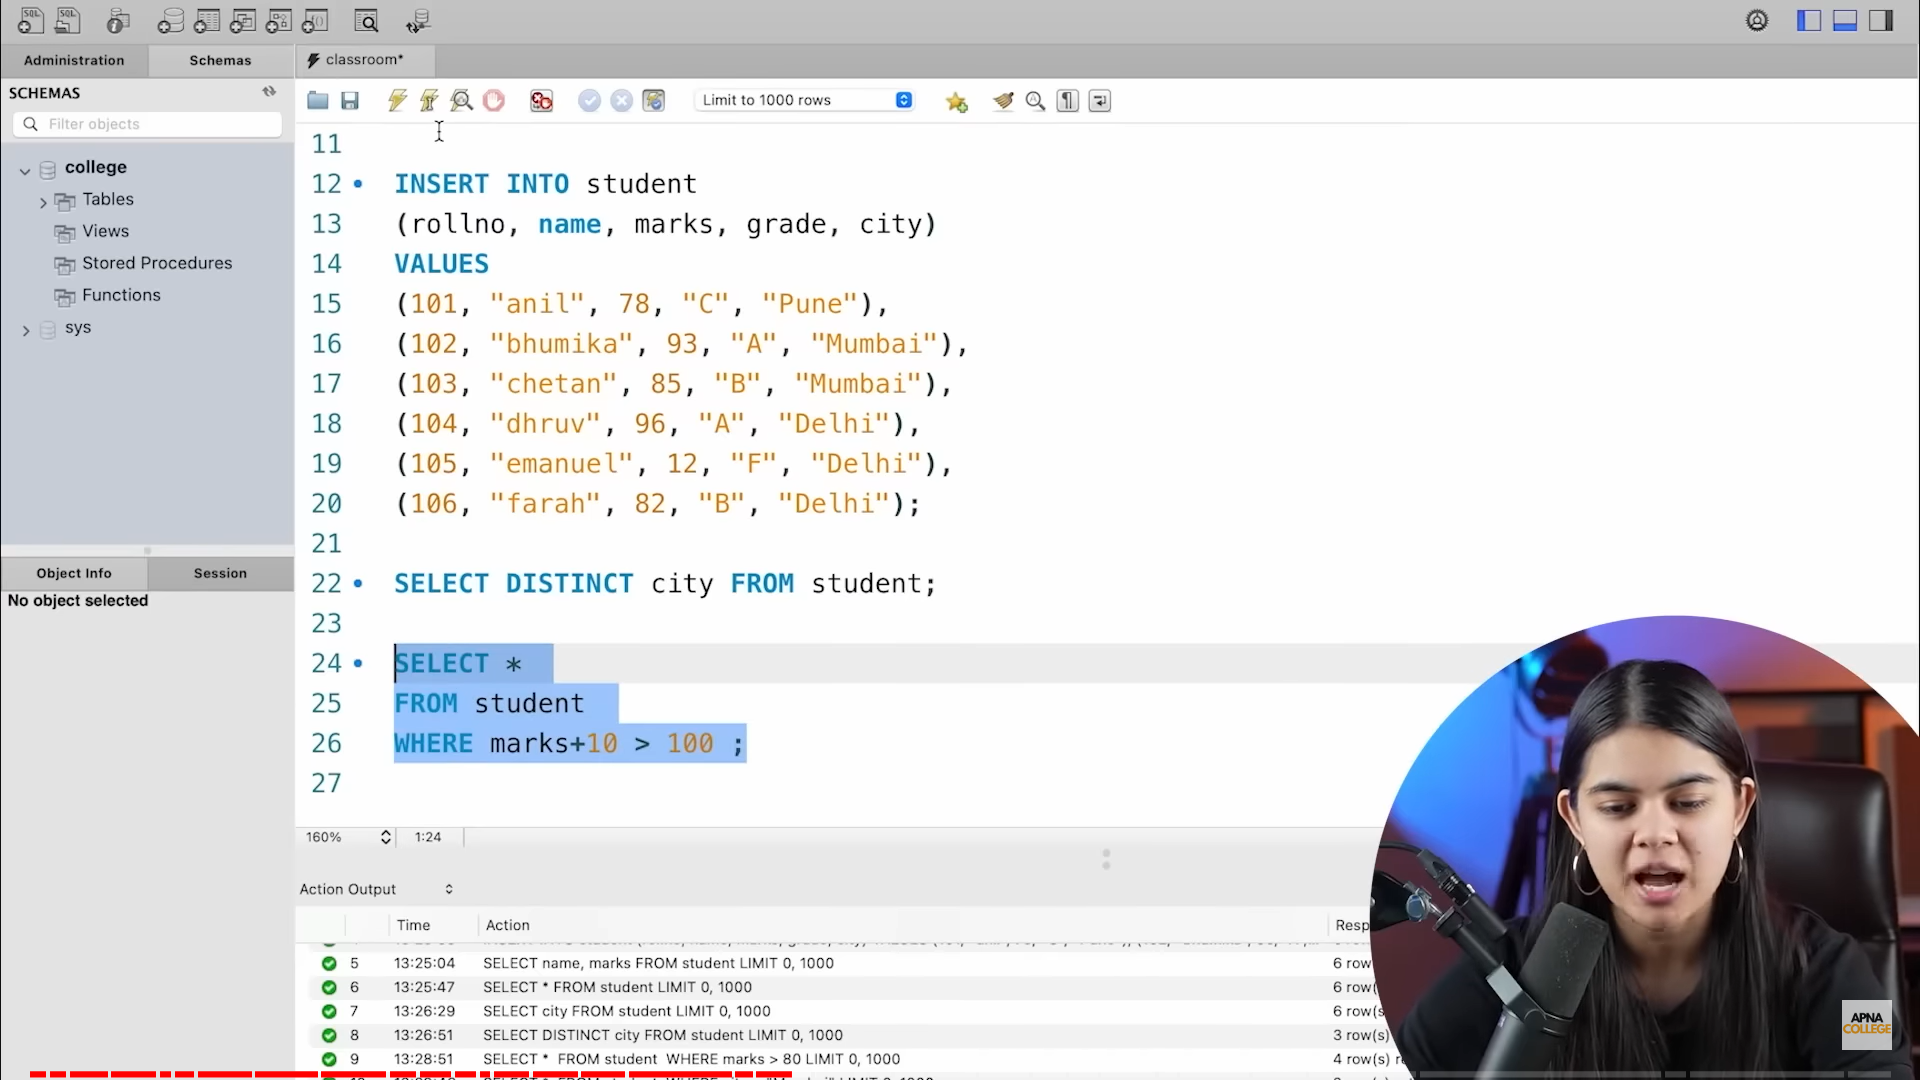 SQL SQL
Administration Schemas classroom*
SCHEMAS
Filter objects
Limit to 1000 rows
college
Tables
Views
Stored Procedures
Functions
sys
Object Info Session
No object selected
11
12 INSERT INTO student
13 (rollno, name, marks, grade, city)
14 VALUES
15 (101, "anil", 78, "C", "Pune"),
16 (102, "bhumika", 93, "A", "Mumbai"),
17 (103, "chetan", 85, "B", "Mumbai"),
18 (104, "dhruv", 96, "A", "Delhi"),
19 (105, "emanuel", 12, "F", "Delhi"),
20 (106, "farah", 82, "B", "Delhi");
21
22 SELECT DISTINCT city FROM student;
23
24 SELECT *
25 FROM student
26 WHERE marks+10 > 100 ;
27
160% 1:24
Action Output
Time Action Resp
5 13:25:04 SELECT name, marks FROM student LIMIT 0, 1000 6 row
6 13:25:47 SELECT * FROM student LIMIT 0, 1000 6 row(
7 13:26:29 SELECT city FROM student LIMIT 0, 1000 6 row(s
8 13:26:51 SELECT DISTINCT city FROM student LIMIT 0, 1000 3 row(s)
9 13:28:51 SELECT * FROM student WHERE marks > 80 LIMIT 0, 1000 4 row(s) r
APNA
COLLEGE